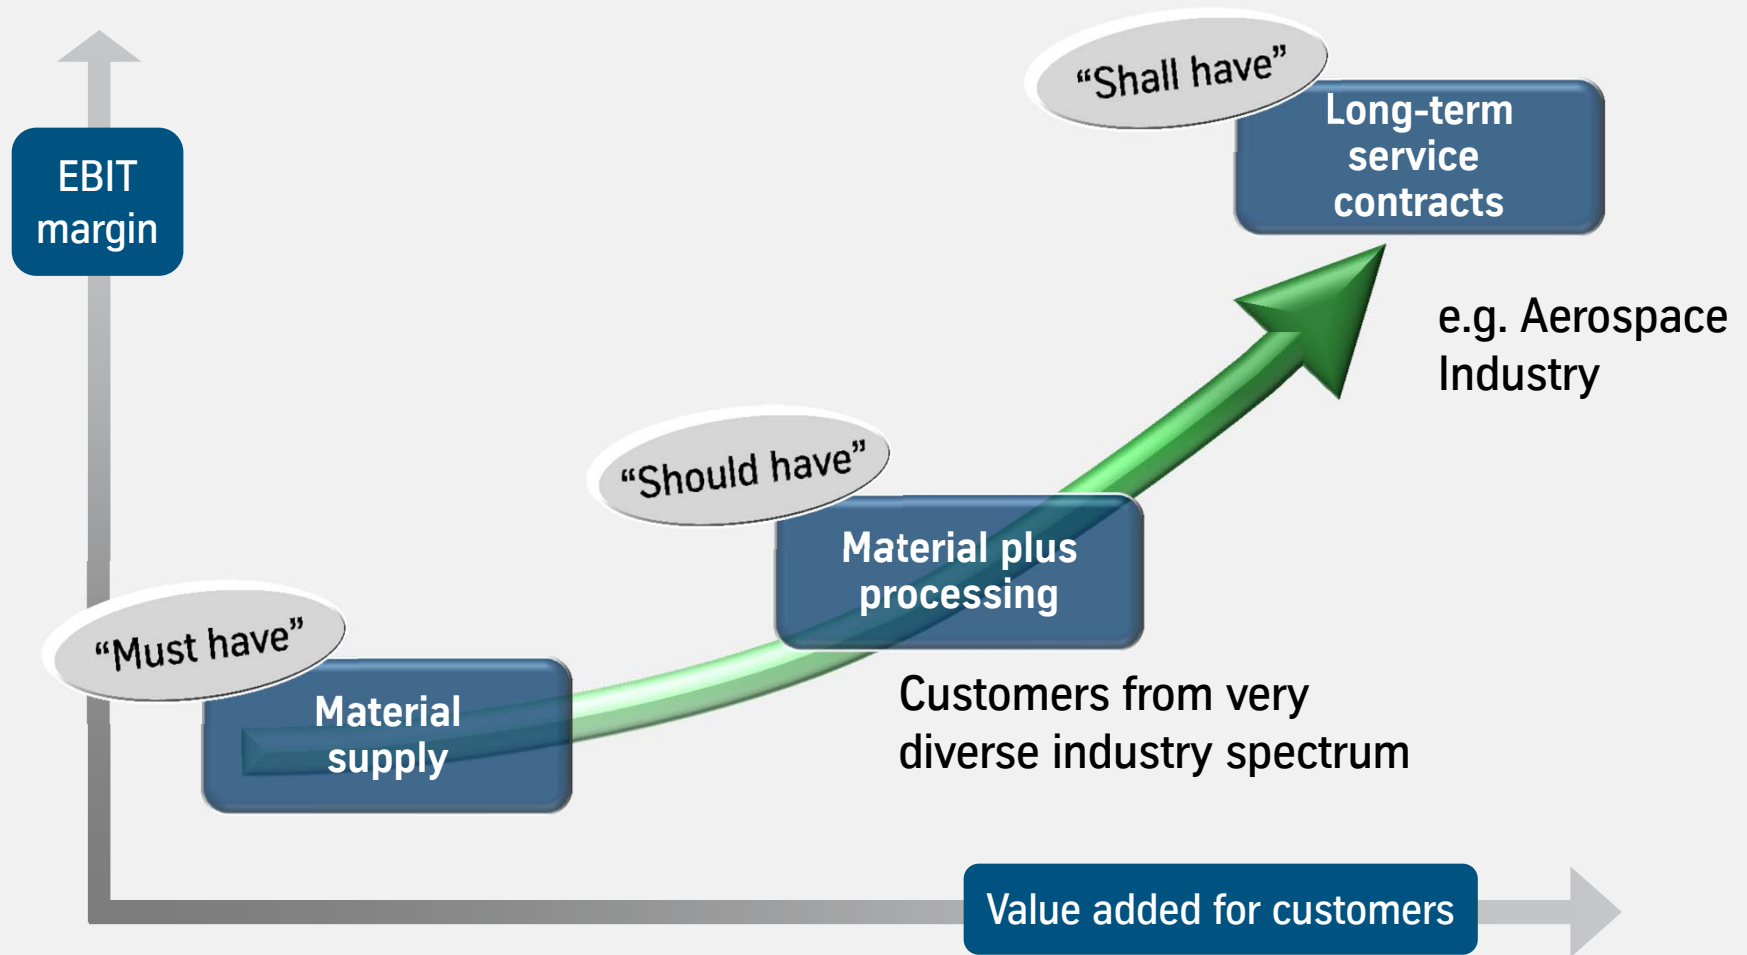 “Shall have”
Long-term
service
contracts
EBIT
margin
e.g. Aerospace
Industry
“Should have”
Material plus
processing
“Must have”
Material
supply
Customers from very
diverse industry spectrum
Value added for customers